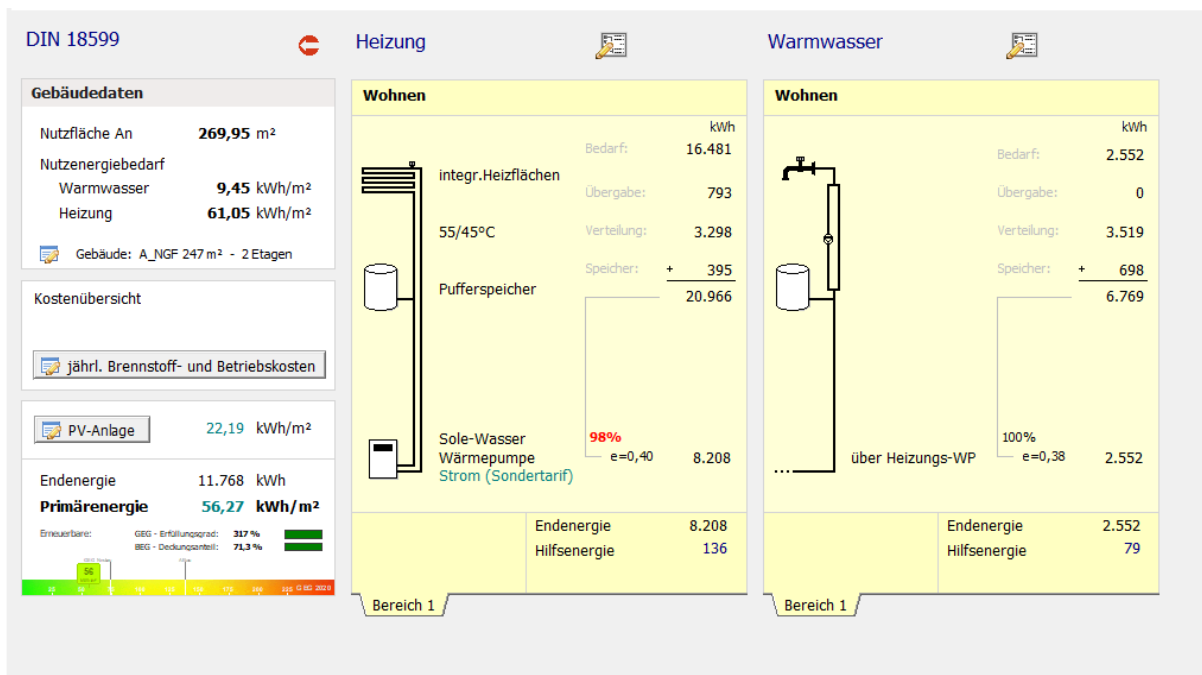 DIN 18599
Gebäudedaten
Nutzfläche An 269,95 m²
Nutzenergiebedarf
Warmwasser 9,45 kWh/m²
Heizung 61,05 kWh/m²
Gebäude: A_NGF 247 m² - 2 Etagen
Kostenübersicht
jährl. Brennstoff- und Betriebskosten
PV-Anlage 22,19 kWh/m²
Endenergie 11.768 kWh
Primärenergie 56,27 kWh/m²
Erneuerbare: GEG - Erfüllungsgrad: 317 %
BEG - Deckungsanteil: 71,3 %
56
225 GEG 2020
Heizung
Wohnen
kWh
Bedarf: 16.481
integr.Heizflächen
Übergabe: 793
55/45°C Verteilung: 3.298
Speicher: + 395
Pufferspeicher 20.966
Sole-Wasser 98%
Wärmepumpe e=0,40 8.208
Strom (Sondertarif)
Endenergie 8.208
Hilfsenergie 136
Bereich 1
Warmwasser
Wohnen
kWh
Bedarf: 2.552
Übergabe: 0
Verteilung: 3.519
Speicher: + 698
6.769
100%
über Heizungs-WP e=0,38 2.552
Endenergie 2.552
Hilfsenergie 79
Bereich 1